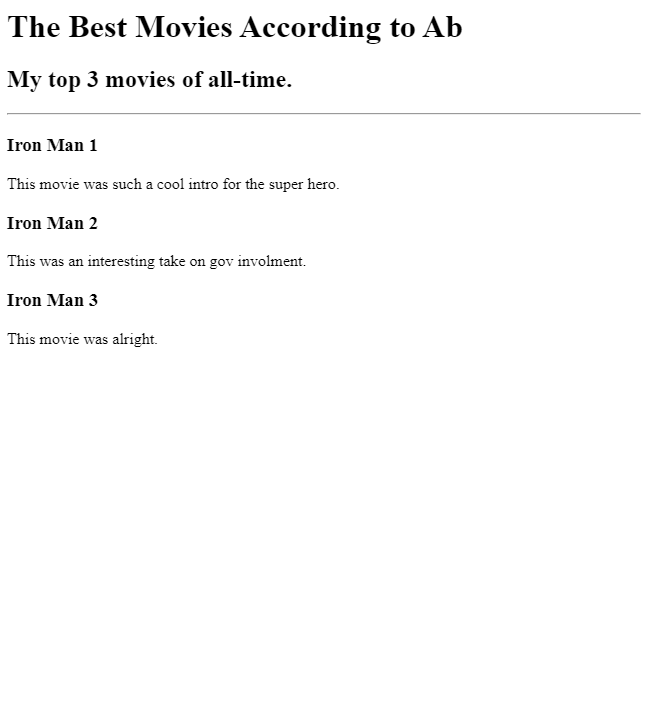 The Best Movies According to Ab
My top 3 movies of all-time.
Iron Man 1
This movie was such a cool intro for the super hero.
Iron Man 2
This was an interesting take on gov involment.
Iron Man 3
This movie was alright.